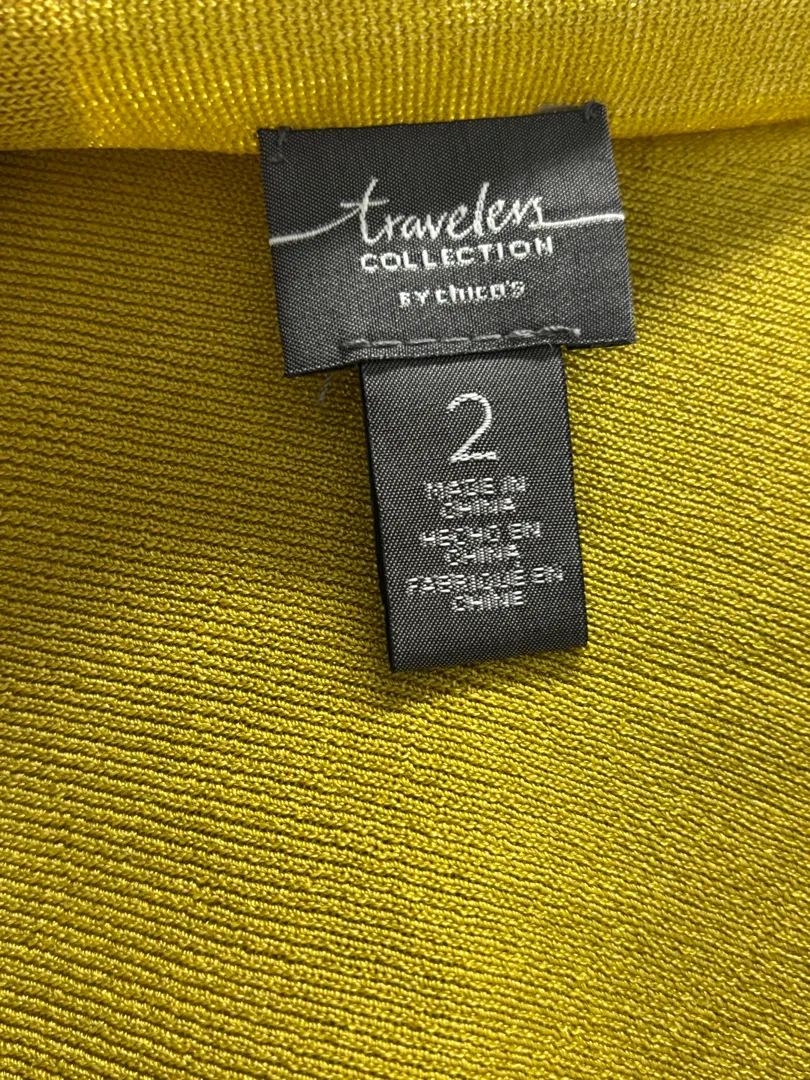 travelers
COLLECTION
BY chico's
2
MADE IN
CHINA
HECHO EN
CHINA
FABRIQUÉ EN
CHINE